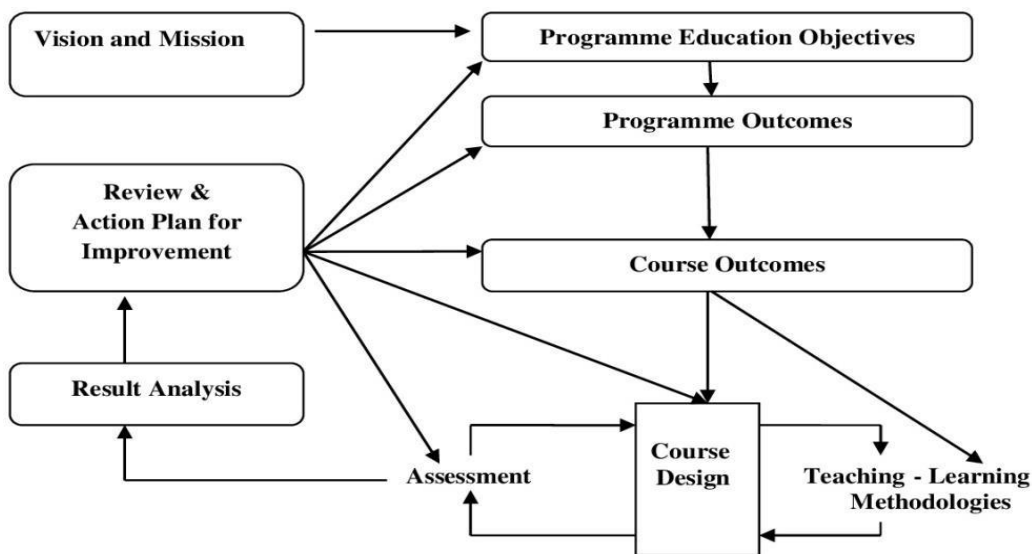 Vision and Mission
Programme Education Objectives
Programme Outcomes
Review &
Action Plan for
Improvement
Course Outcomes
Result Analysis
Assessment
Course
Design
Teaching - Learning
Methodologies